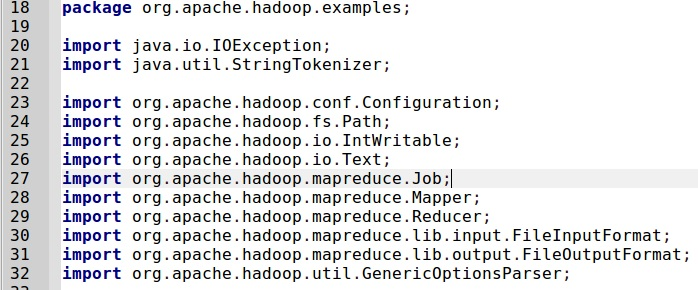 18 package org.apache.hadoop.examples;
19
20 import java.io.IOException;
21 import java.util.StringTokenizer;
22
23 import org.apache.hadoop.conf.Configuration;
24 import org.apache.hadoop.fs.Path;
25 import org.apache.hadoop.io.IntWritable;
26 import org.apache.hadoop.io.Text;
27 import org.apache.hadoop.mapreduce.Job;
28 import org.apache.hadoop.mapreduce.Mapper;
29 import org.apache.hadoop.mapreduce.Reducer;
30 import org.apache.hadoop.mapreduce.lib.input.FileInputFormat;
31 import org.apache.hadoop.mapreduce.lib.output.FileOutputFormat;
32 import org.apache.hadoop.util.GenericOptionsParser;